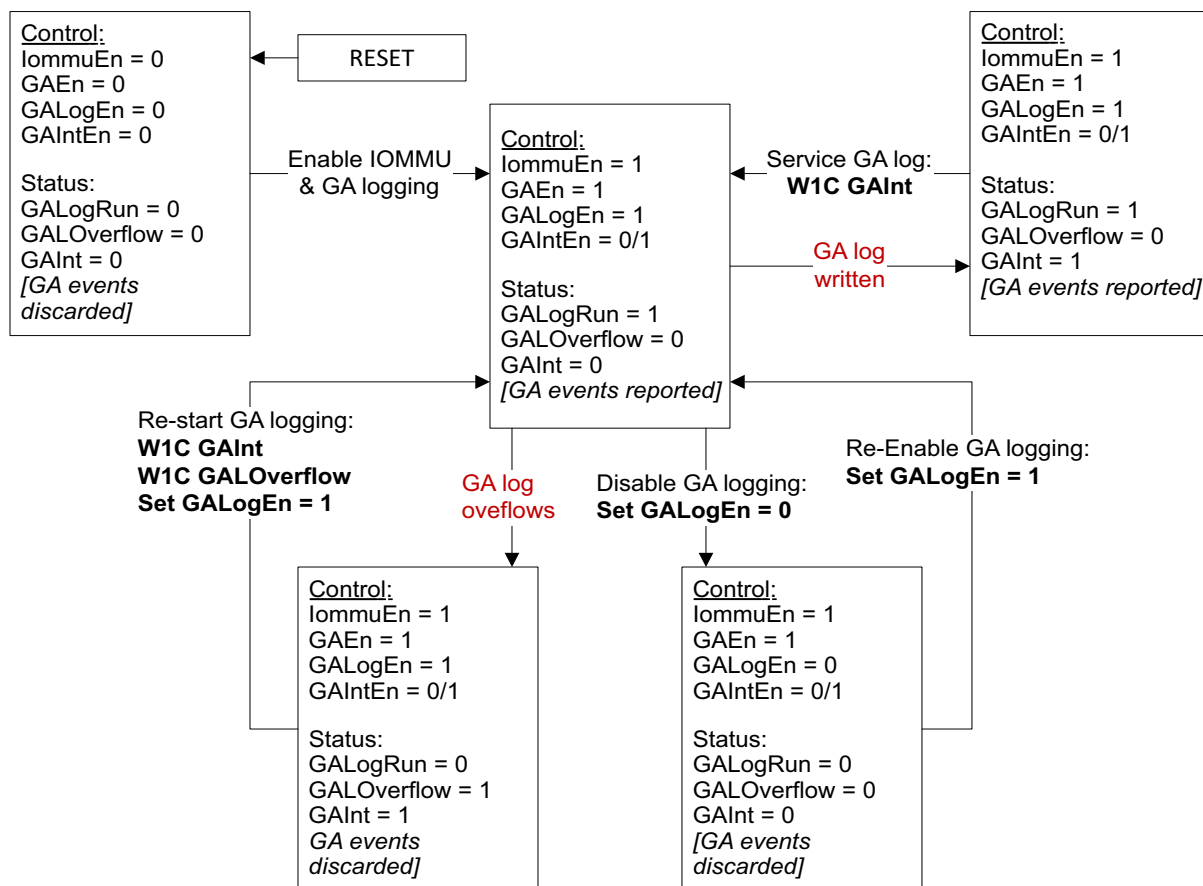 Control:
IommuEn = 0
GAEn = 0
GALogEn = 0
GAIntEn = 0
Status:
GALogRun = 0
GALOverflow = 0
GAInt = 0
[GA events
discarded]
RESET
Enable IOMMU
& GA logging
Control:
IommuEn = 1
GAEn = 1
GALogEn = 1
GAIntEn = 0/1
Status:
GALogRun = 1
GALOverflow = 0
GAInt = 0
[GA events reported]
Service GA log:
W1C GAInt
GA log
written
Control:
IommuEn = 1
GAEn = 1
GALogEn = 1
GAIntEn = 0/1
Status:
GALogRun = 1
GALOverflow = 0
GAInt = 1
[GA events reported]
Re-start GA logging:
W1C GAInt
W1C GALOverflow
Set GALogEn = 1
GA log
oveflows
Disable GA logging:
Set GALogEn = 0
Re-Enable GA logging:
Set GALogEn = 1
Control:
IommuEn = 1
GAEn = 1
GALogEn = 1
GAIntEn = 0/1
Status:
GALogRun = 0
GALOverflow = 1
GAInt = 1
GA events
discarded]
Control:
IommuEn = 1
GAEn = 1
GALogEn = 0
GAIntEn = 0/1
Status:
GALogRun = 0
GALOverflow = 0
GAInt = 0
[GA events
discarded]